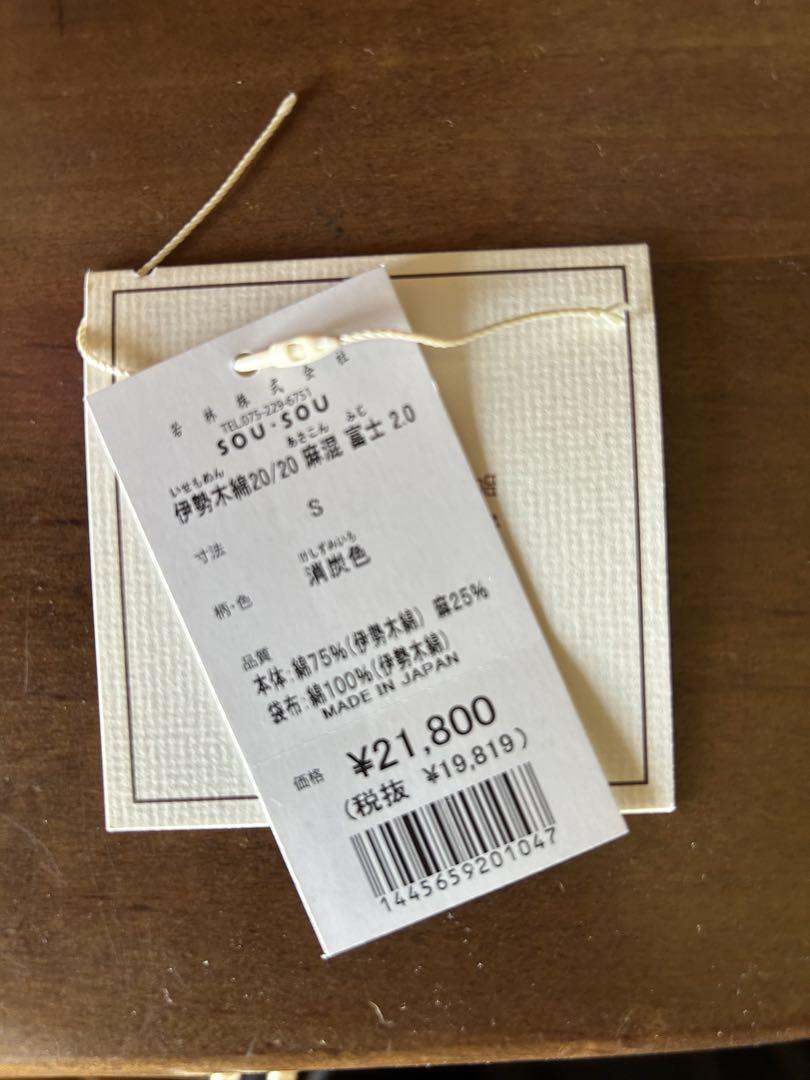 若林株式会社
TEL.075-229-6751
SOU・SOU
いせもめん あさこん ふじ
伊勢木綿20/20 麻混 富士 2.0
寸法 S
けしずみいろ
柄・色 消炭色
品質
本体:綿75%(伊勢木綿) 麻25%
袋布:綿100%(伊勢木綿)
MADE IN JAPAN
価格 ¥21,800
(税抜 ¥19,819)
1445659201047